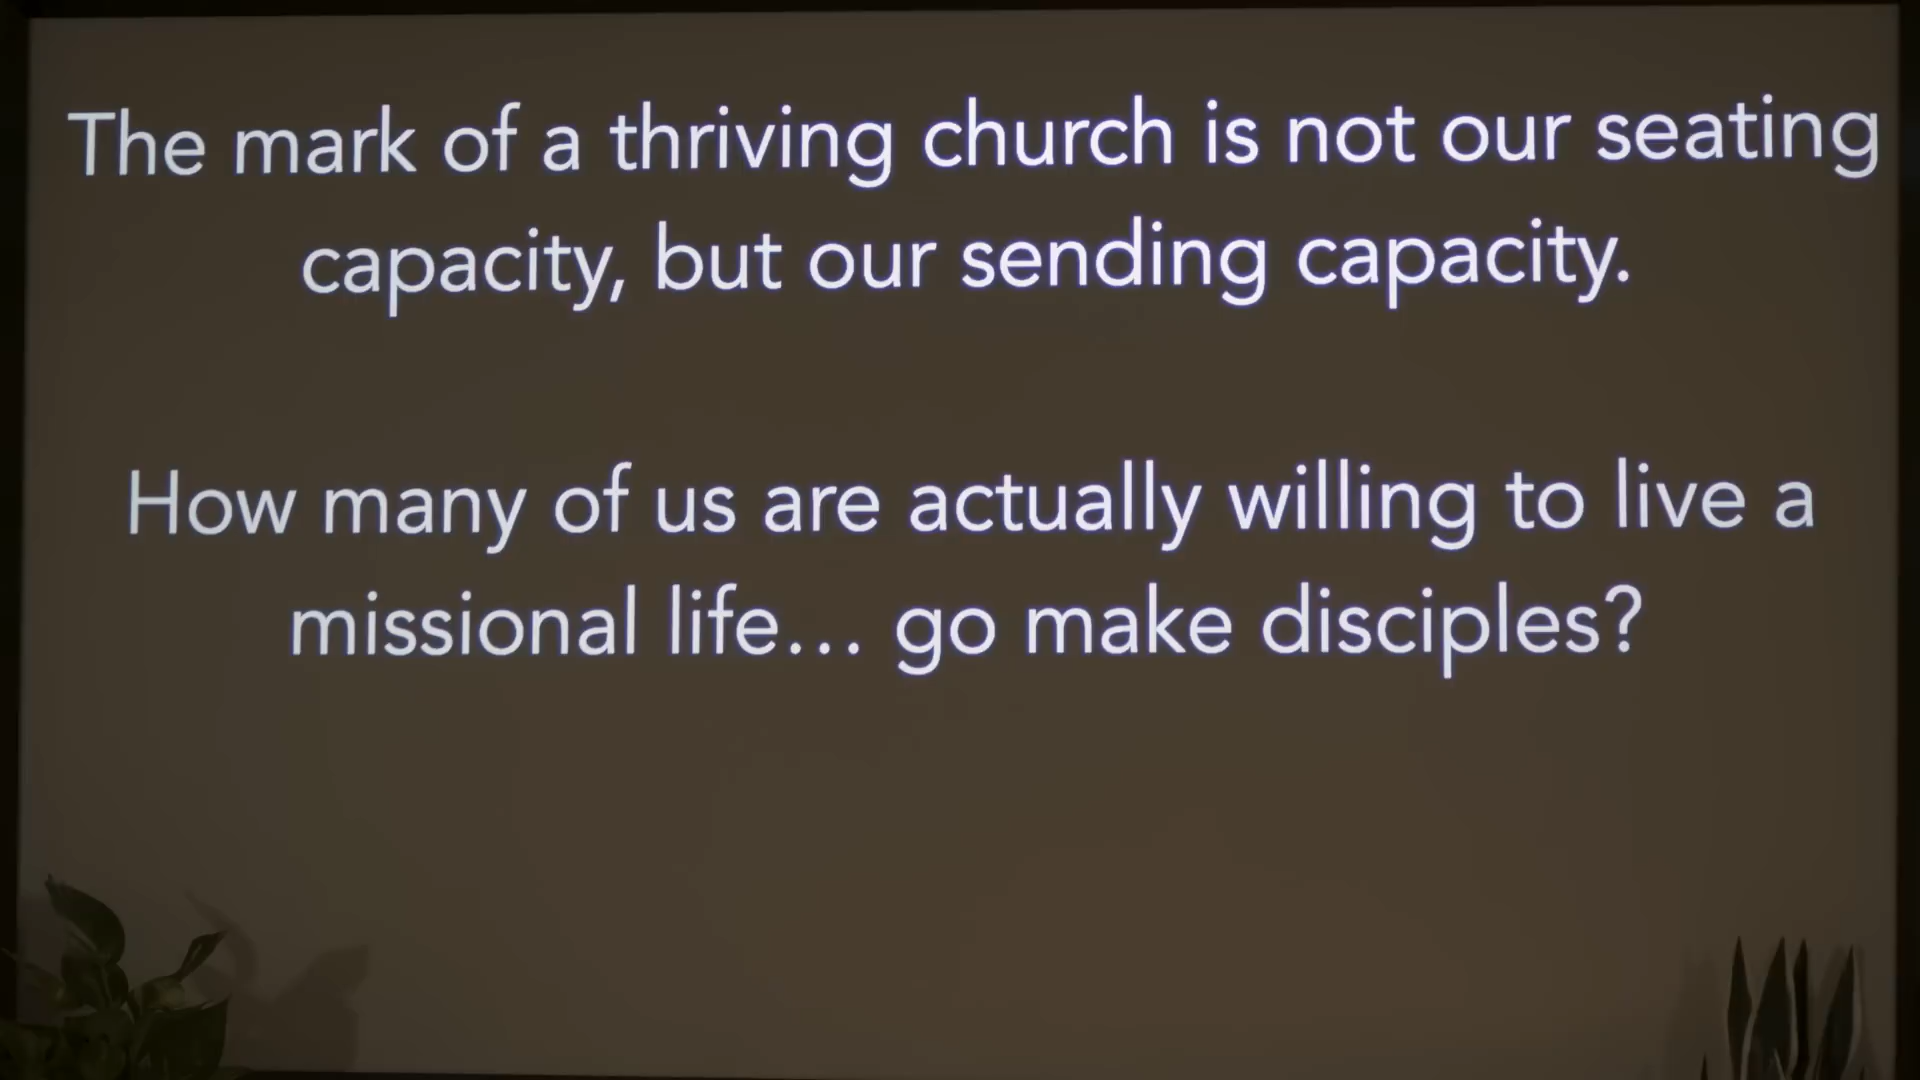 The mark of a thriving church is not our seating
capacity, but our sending capacity.
How many of us are actually willing to live a
missional life... go make disciples?